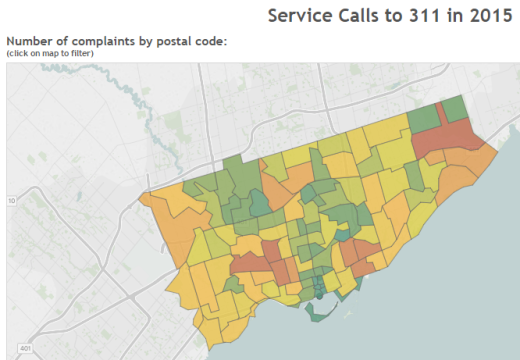 Service Calls to 311 in 2015
Number of complaints by postal code:
(click on map to filter)
10
401